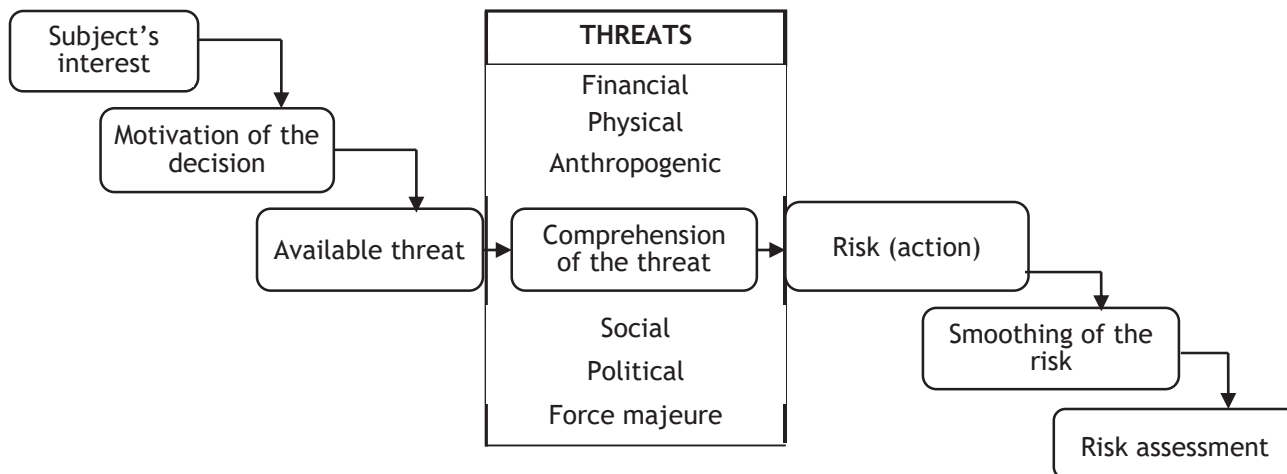 Subject’s
interest
Motivation of the
decision
Available threat
THREATS
Financial
Physical
Anthropogenic
Comprehension
of the threat
Social
Political
Force majeure
Risk (action)
Smoothing of the
risk
Risk assessment